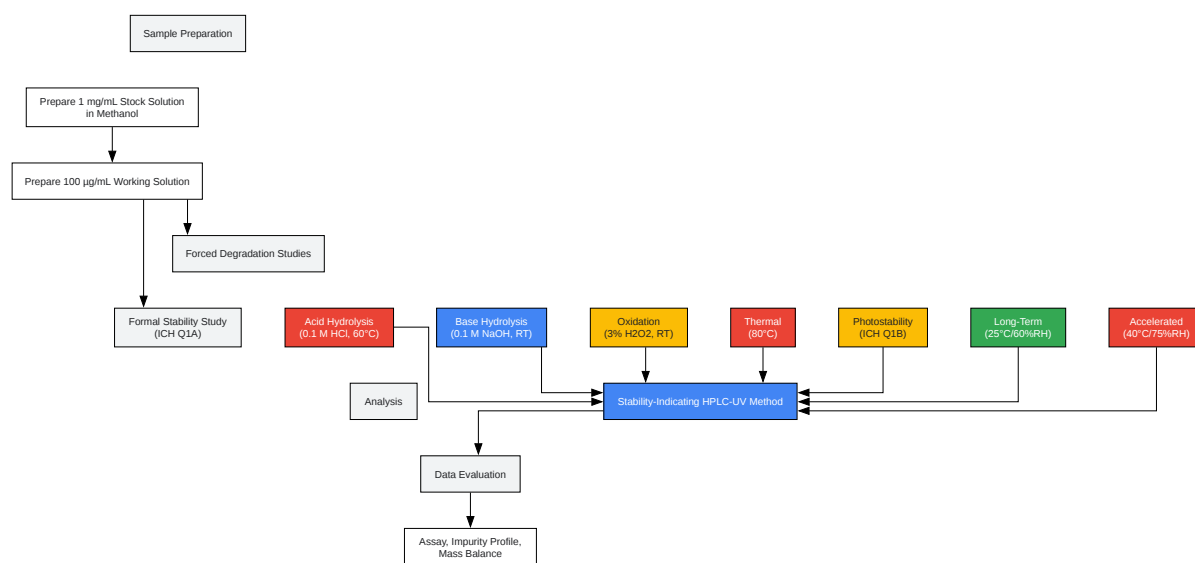 Sample Preparation
Prepare 1 mg/mL Stock Solution
in Methanol
Prepare 100 µg/mL Working Solution
Forced Degradation Studies
Formal Stability Study
(ICH Q1A)
Acid Hydrolysis
(0.1 M HCl, 60°C)
Base Hydrolysis
(0.1 M NaOH, RT)
Oxidation
(3% H2O2, RT)
Thermal
(80°C)
Photostability
(ICH Q1B)
Long-Term
(25°C/60%RH)
Accelerated
(40°C/75%RH)
Analysis
Stability-Indicating HPLC-UV Method
Data Evaluation
Assay, Impurity Profile,
Mass Balance